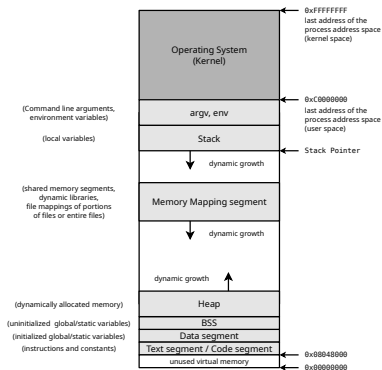 0xFFFFFFFF
last address of the
process address space
(kernel space)
Operating System
(Kernel)
0xC0000000
last address of the
process address space
(user space)
(Command line arguments,
environment variables)
argv, env
(local variables)
Stack
Stack Pointer
dynamic growth
(shared memory segments,
dynamic libraries,
file mappings of portions
of files or entire files)
Memory Mapping segment
dynamic growth
dynamic growth
(dynamically allocated memory)
Heap
(uninitialized global/static variables)
BSS
(initialized global/static variables)
Data segment
(instructions and constants)
Text segment / Code segment
0x08048000
unused virtual memory
0x00000000